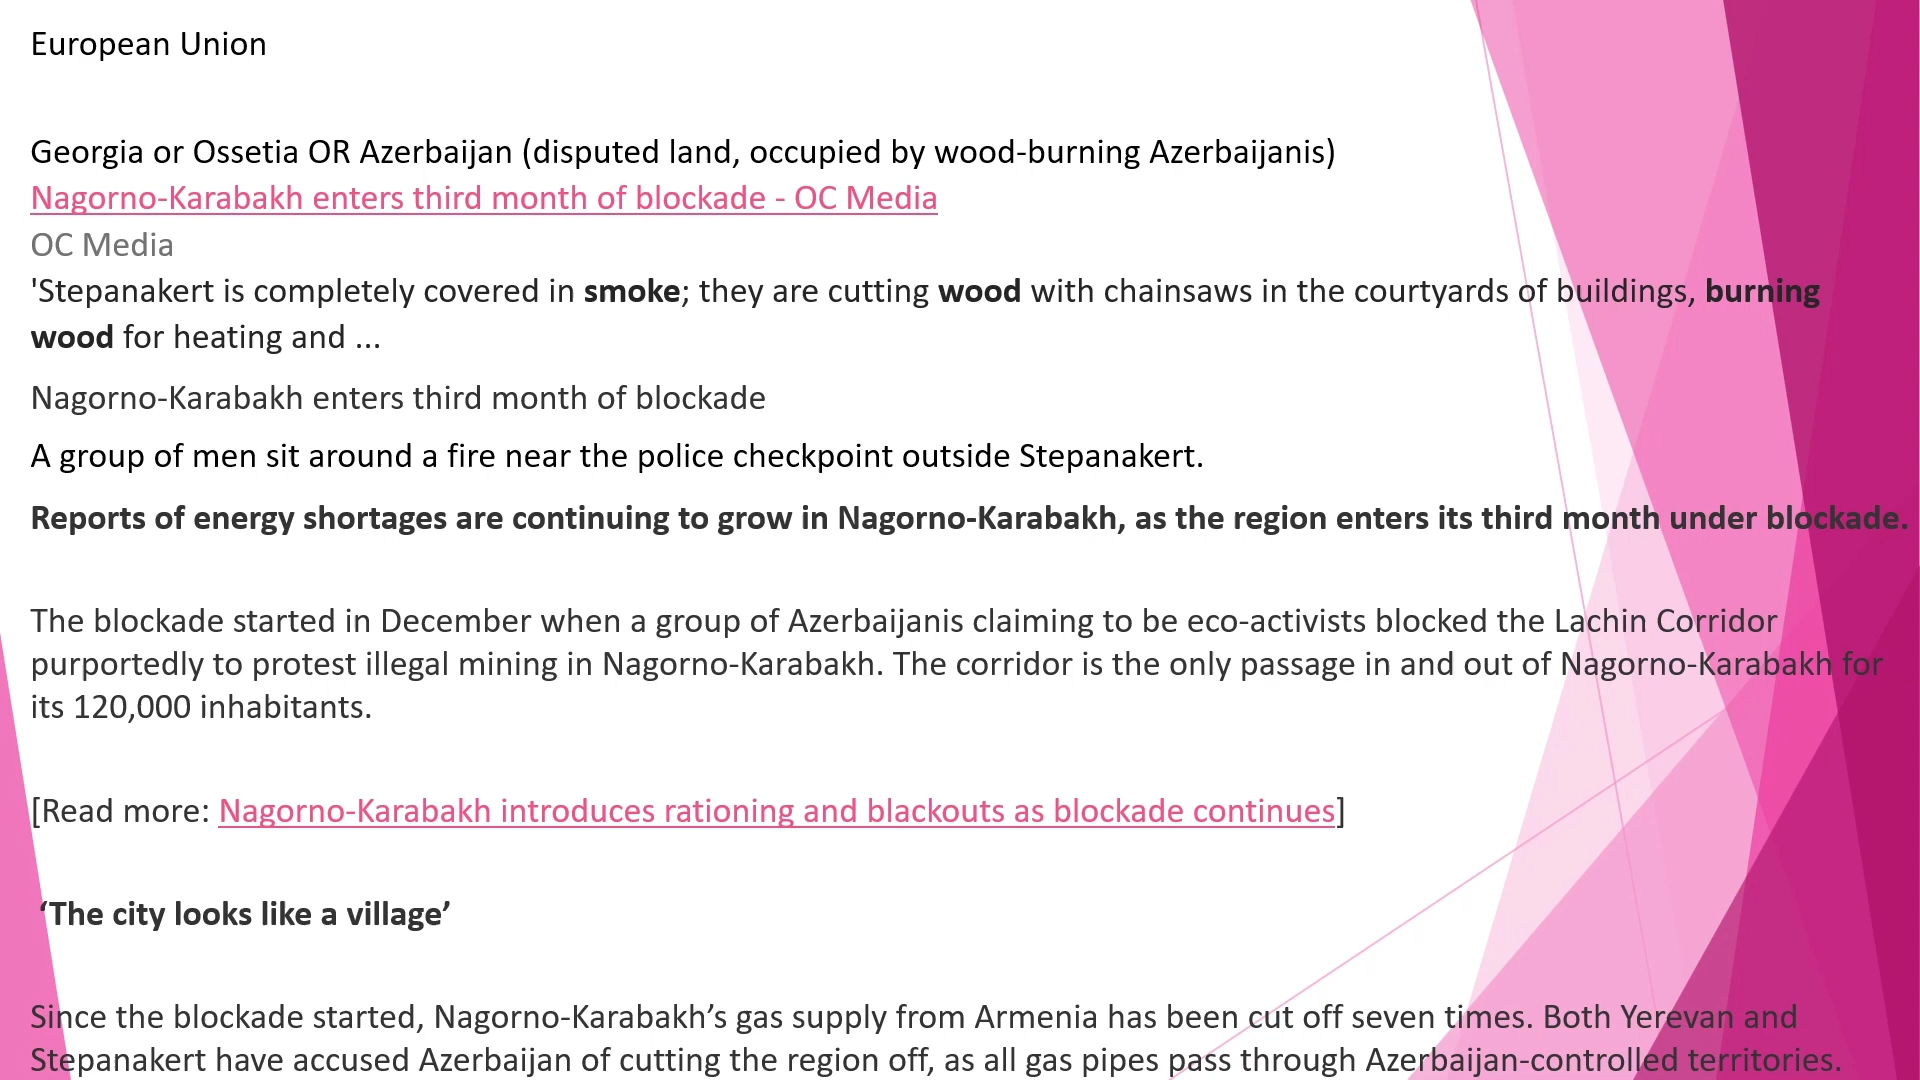 European Union
Georgia or Ossetia OR Azerbaijan (disputed land, occupied by wood-burning Azerbaijanis)
Nagorno-Karabakh enters third month of blockade - OC Media
OC Media
'Stepanakert is completely covered in smoke; they are cutting wood with chainsaws in the courtyards of buildings, burning
wood for heating and ...
Nagorno-Karabakh enters third month of blockade
A group of men sit around a fire near the police checkpoint outside Stepanakert.
Reports of energy shortages are continuing to grow in Nagorno-Karabakh, as the region enters its third month under blockade.
The blockade started in December when a group of Azerbaijanis claiming to be eco-activists blocked the Lachin Corridor
purportedly to protest illegal mining in Nagorno-Karabakh. The corridor is the only passage in and out of Nagorno-Karabakh for
its 120,000 inhabitants.
[Read more: Nagorno-Karabakh introduces rationing and blackouts as blockade continues]
‘The city looks like a village’
Since the blockade started, Nagorno-Karabakh’s gas supply from Armenia has been cut off seven times. Both Yerevan and
Stepanakert have accused Azerbaijan of cutting the region off, as all gas pipes pass through Azerbaijan-controlled territories.